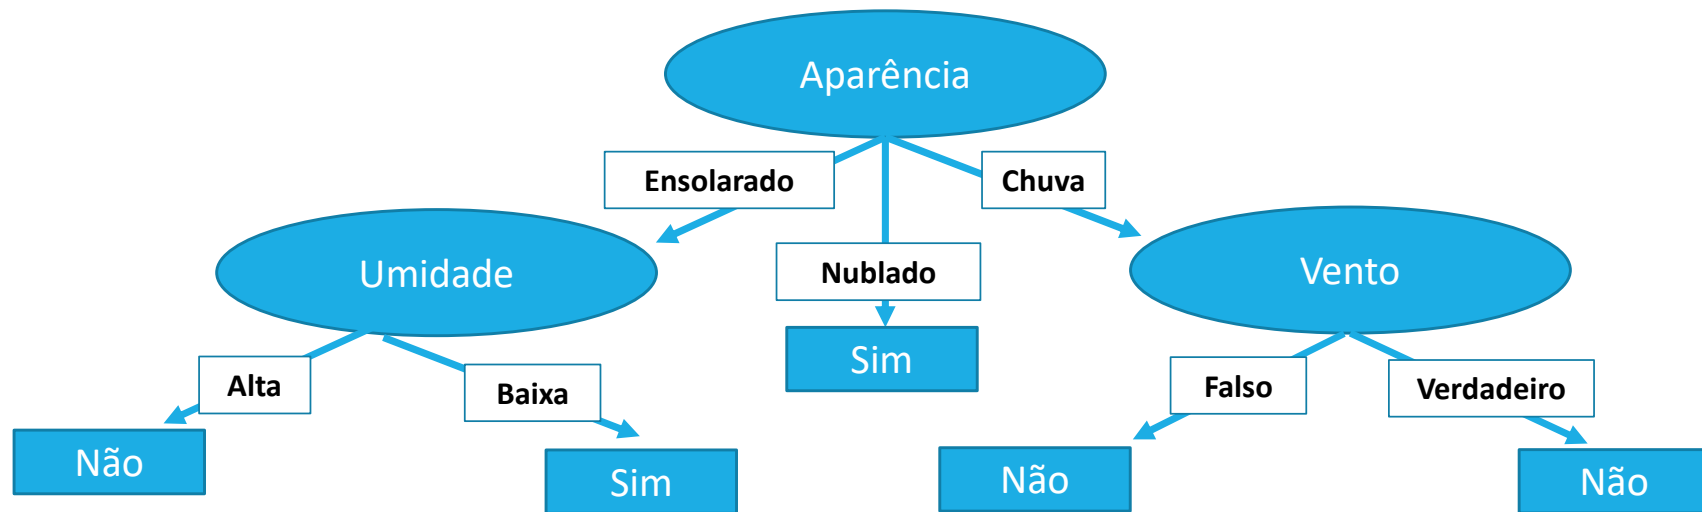 Aparência
Ensolarado
Chuva
Umidade
Nublado
Vento
Sim
Alta
Baixa
Falso
Verdadeiro
Não
Sim
Não
Não